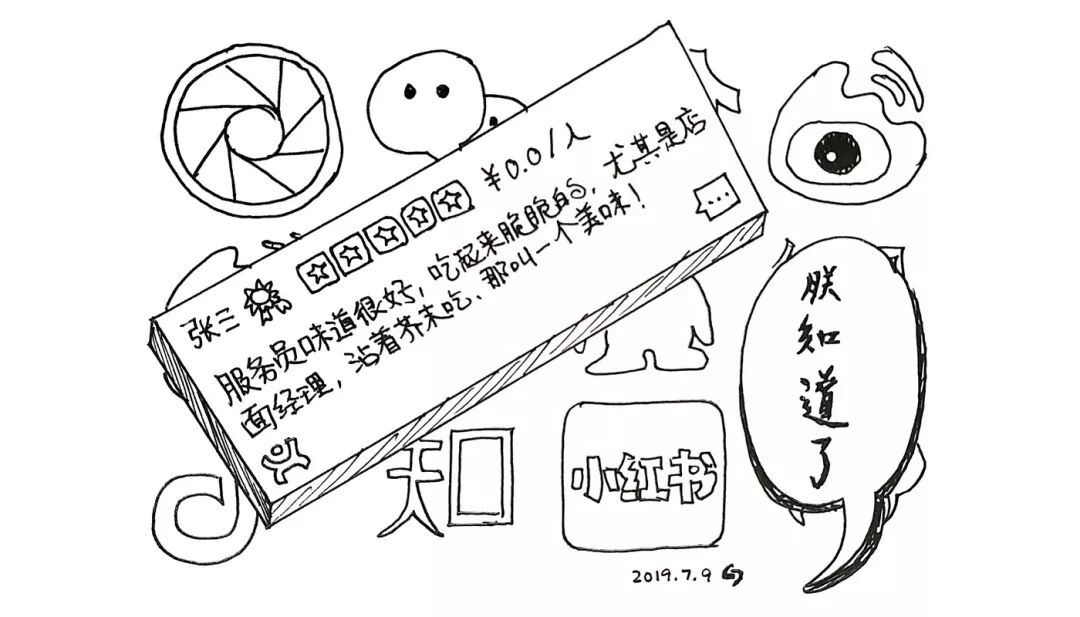 张三 ¥0.0/人
服务员味道很好，吃起来脆脆的，尤其是店
面经理，沾着芥末吃、那叫一个美味！
朕知道了
知
小红书
2019.7.9